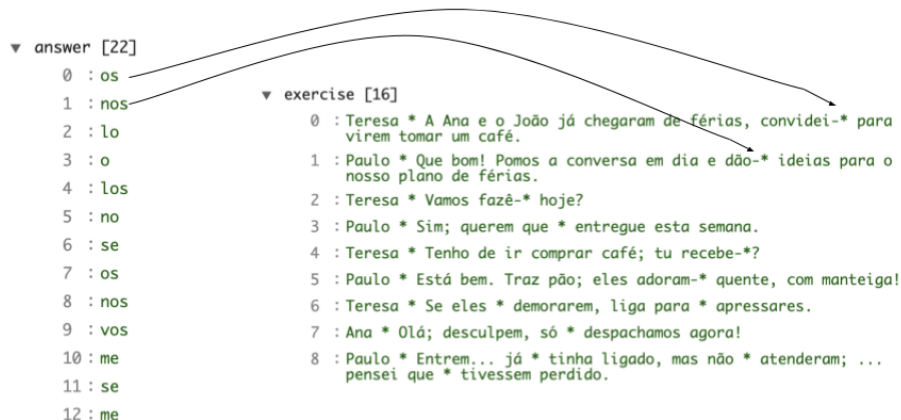 ▼ answer [22]
0 : os
1 : nos
2 : lo
3 : o
4 : los
5 : no
6 : se
7 : os
8 : nos
9 : vos
10 : me
11 : se
12 : me
▼ exercise [16]
0 : Teresa * A Ana e o João já chegaram de férias, convidei-* para
virem tomar um café.
1 : Paulo * Que bom! Pomos a conversa em dia e dão-* ideias para o
nosso plano de férias.
2 : Teresa * Vamos fazê-* hoje?
3 : Paulo * Sim; querem que * entregue esta semana.
4 : Teresa * Tenho de ir comprar café; tu recebe-*?
5 : Paulo * Está bem. Traz pão; eles adoram-* quente, com manteiga!
6 : Teresa * Se eles * demorarem, liga para * apressares.
7 : Ana * Olá; desculpem, só * despachamos agora!
8 : Paulo * Entrem... já * tinha ligado, mas não * atenderam; ...
pensei que * tivessem perdido.